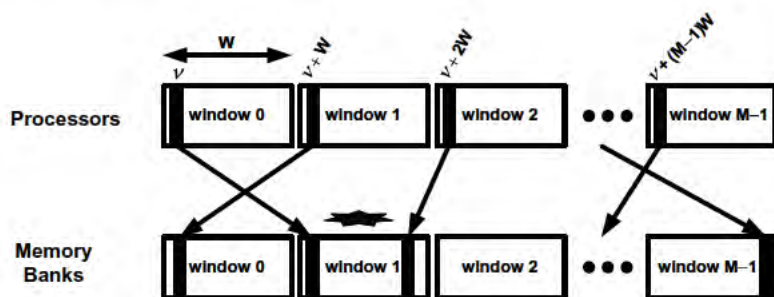 W
ν ν+W ν+2W ν+(M−1)W
Processors window 0 window 1 window 2 ●●● window M−1
Memory Banks window 0 window 1 window 2 ●●● window M−1